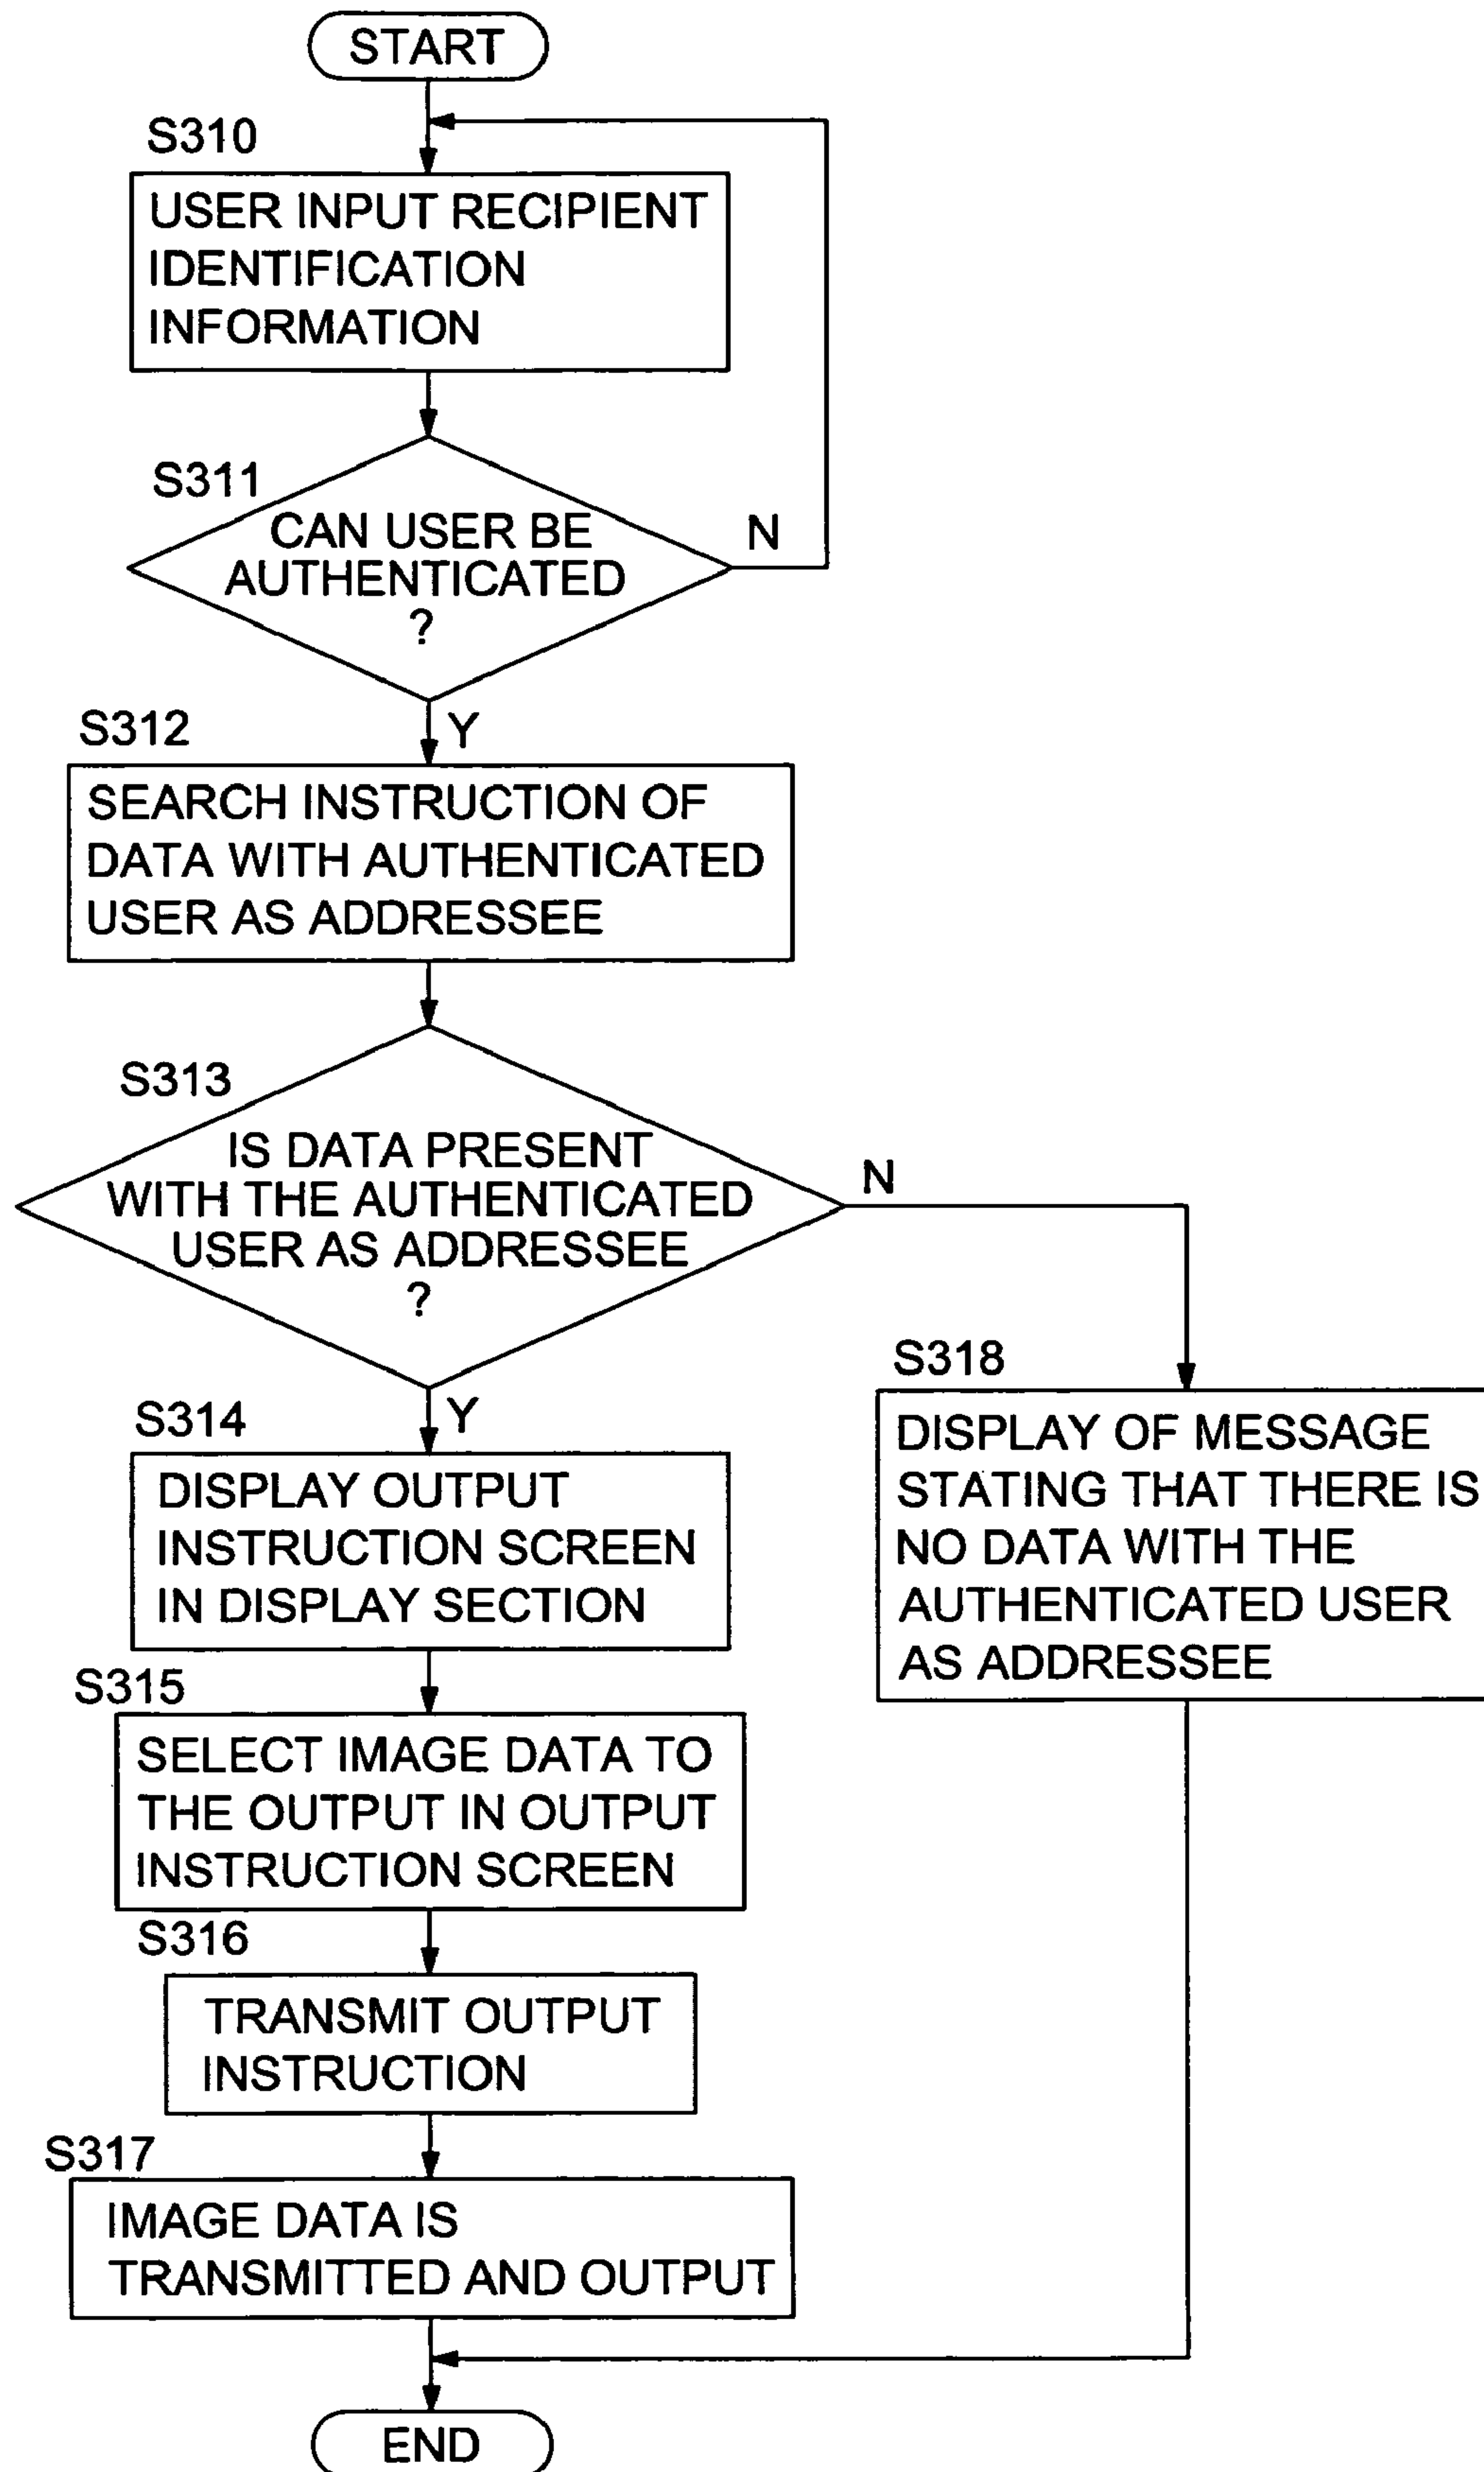 START
S310
USER INPUT RECIPIENT
IDENTIFICATION
INFORMATION
S311
CAN USER BE
AUTHENTICATED
?
N
Y
S312
SEARCH INSTRUCTION OF
DATA WITH AUTHENTICATED
USER AS ADDRESSEE
S313
IS DATA PRESENT
WITH THE AUTHENTICATED
USER AS ADDRESSEE
?
N
Y
S318
DISPLAY OF MESSAGE
STATING THAT THERE IS
NO DATA WITH THE
AUTHENTICATED USER
AS ADDRESSEE
S314
DISPLAY OUTPUT
INSTRUCTION SCREEN
IN DISPLAY SECTION
S315
SELECT IMAGE DATA TO
THE OUTPUT IN OUTPUT
INSTRUCTION SCREEN
S316
TRANSMIT OUTPUT
INSTRUCTION
S317
IMAGE DATA IS
TRANSMITTED AND OUTPUT
END